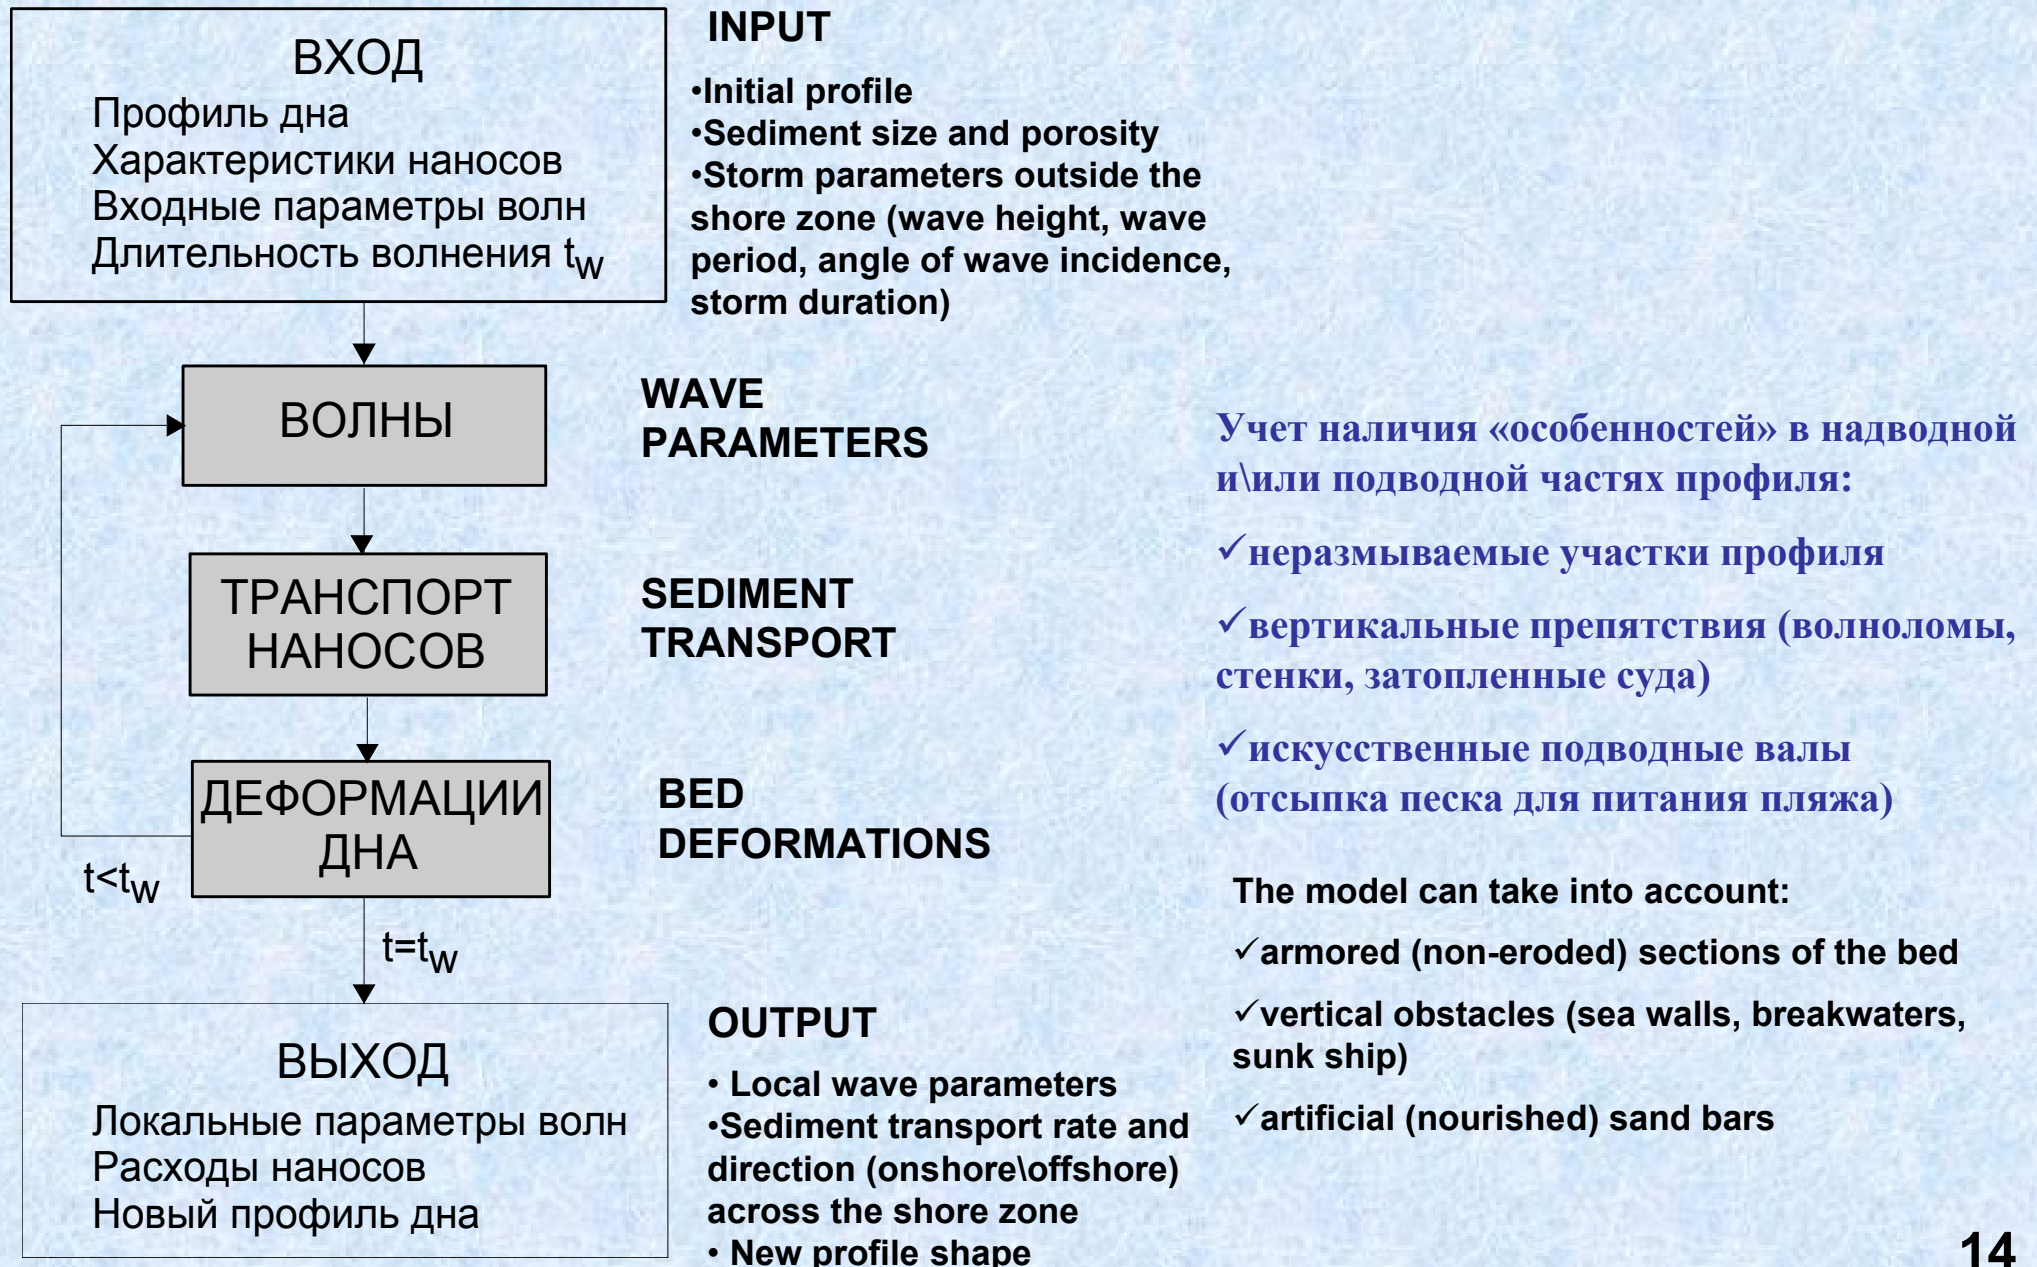 ВХОД
Профиль дна
Характеристики наносов
Входные параметры волн
Длительность волнения tw
INPUT
•Initial profile
•Sediment size and porosity
•Storm parameters outside the
shore zone (wave height, wave
period, angle of wave incidence,
storm duration)
ВОЛНЫ
WAVE
PARAMETERS
ТРАНСПОРТ
НАНОСОВ
SEDIMENT
TRANSPORT
ДЕФОРМАЦИИ
ДНА
BED
DEFORMATIONS
t<tw
t=tw
ВЫХОД
Локальные параметры волн
Расходы наносов
Новый профиль дна
OUTPUT
• Local wave parameters
•Sediment transport rate and
direction (onshore\offshore)
across the shore zone
• New profile shape
Учет наличия «особенностей» в надводной
и\или подводной частях профиля:
✓неразмываемые участки профиля
✓вертикальные препятствия (волноломы,
стенки, затопленные суда)
✓искусственные подводные валы
(отсыпка песка для питания пляжа)
The model can take into account:
✓armored (non-eroded) sections of the bed
✓vertical obstacles (sea walls, breakwaters,
sunk ship)
✓artificial (nourished) sand bars
14